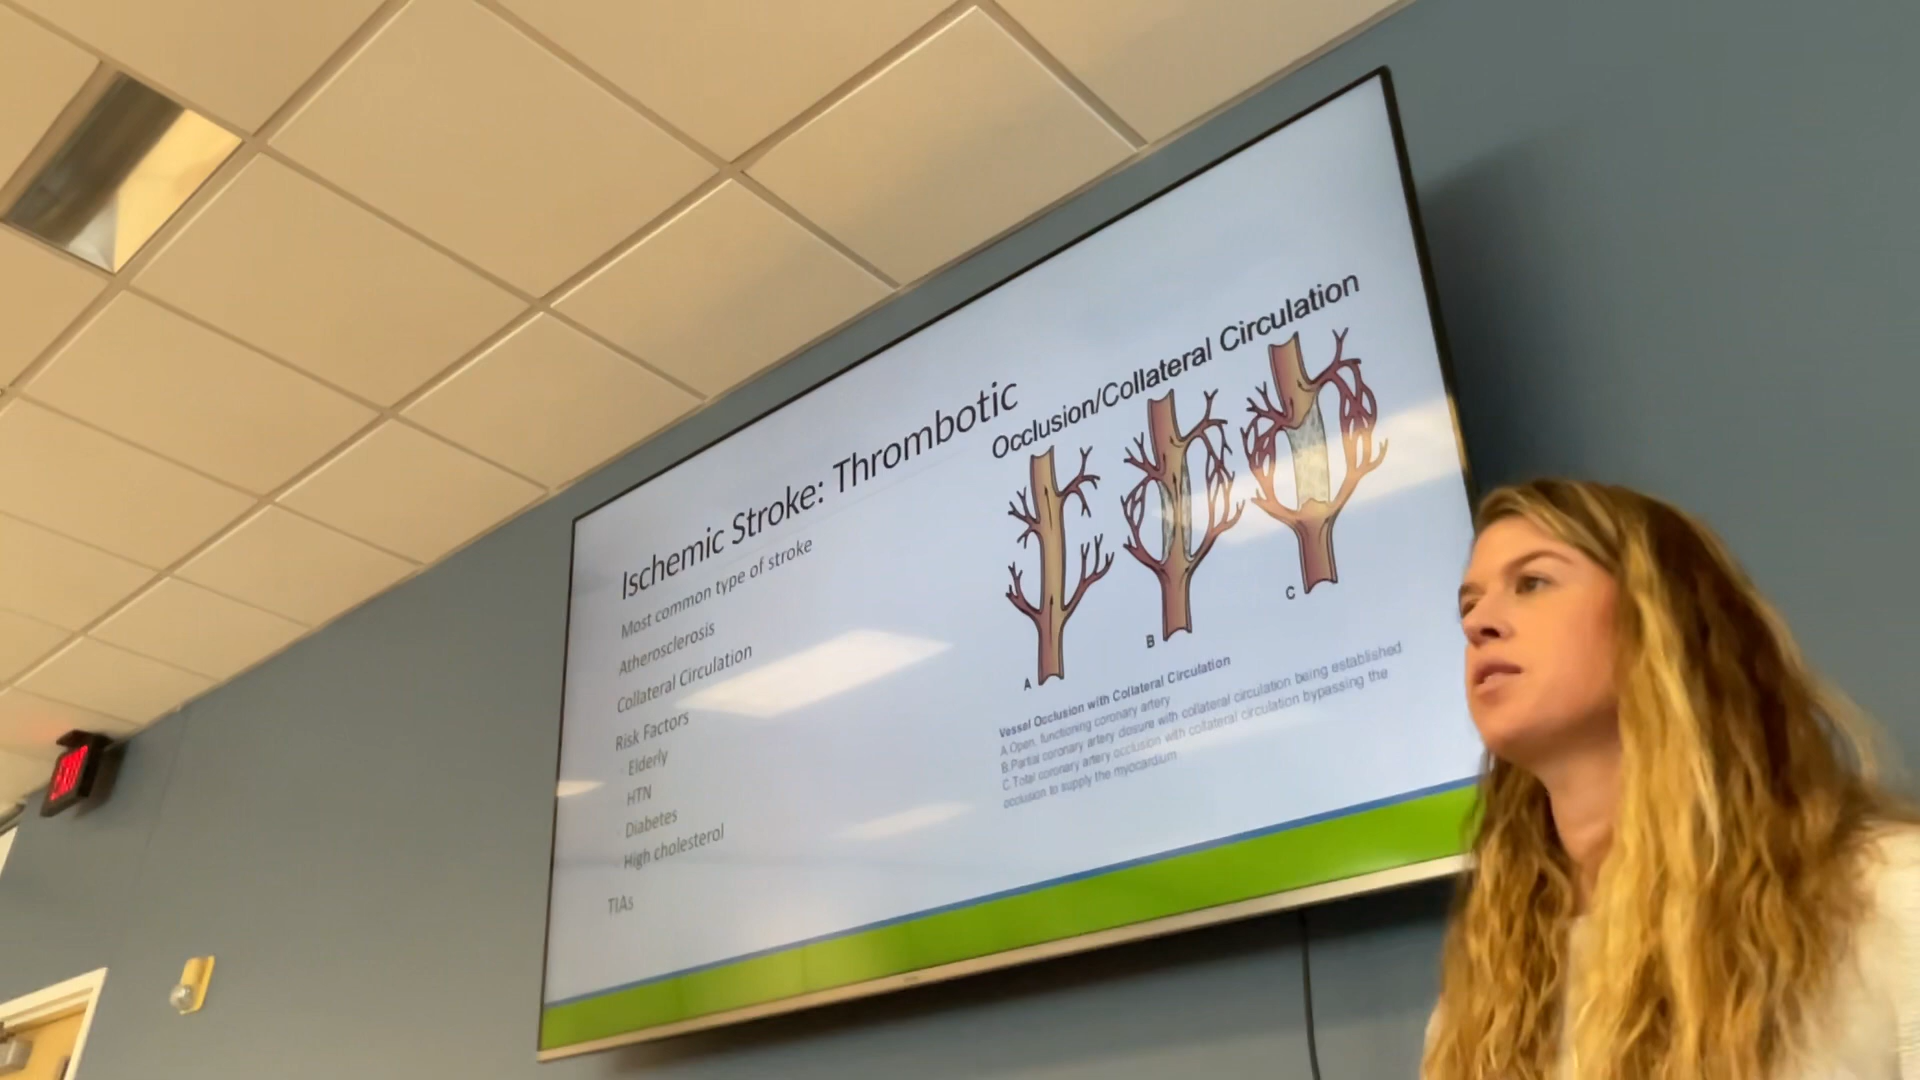 Ischemic Stroke: Thrombotic
Most common type of stroke
Atherosclerosis
Collateral Circulation
Risk Factors
Elderly
HTN
Diabetes
High cholesterol
TIAs
Occlusion/Collateral Circulation
A
B
C
Vessel Occlusion with Collateral Circulation
A Open, functioning coronary artery
B Partial coronary artery closure with collateral circulation being established
C Total coronary artery occlusion with collateral circulation bypassing the
occlusion to supply the myocardium